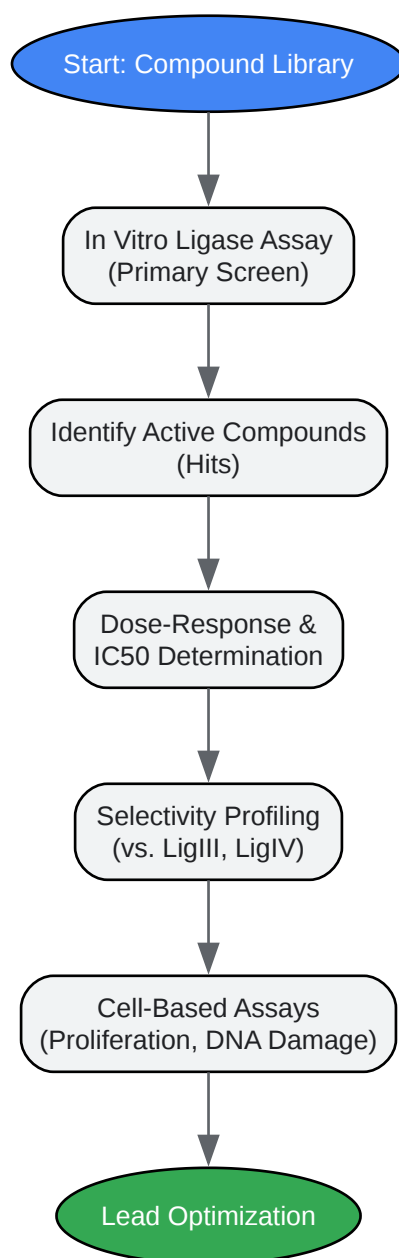 Start: Compound Library
In Vitro Ligase Assay
(Primary Screen)
Identify Active Compounds
(Hits)
Dose-Response &
IC50 Determination
Selectivity Profiling
(vs. LigIII, LigIV)
Cell-Based Assays
(Proliferation, DNA Damage)
Lead Optimization